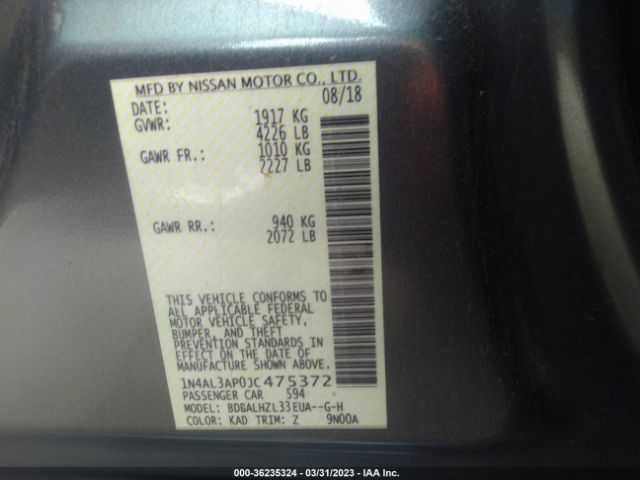 MFD BY NISSAN MOTOR CO., LTD.
DATE: 08/18
GVWR: 1917 KG
4226 LB
GAWR FR.: 1010 KG
2227 LB
GAWR RR.: 940 KG
2072 LB
THIS VEHICLE CONFORMS TO
ALL APPLICABLE FEDERAL
MOTOR VEHICLE SAFETY,
BUMPER, AND THEFT
PREVENTION STANDARDS IN
EFFECT ON THE DATE OF
MANUFACTURE SHOWN ABOVE.
1N4AL3AP0JC475372
PASSENGER CAR 594
MODEL: BDGALHZL33EUA--G-H
COLOR: KAD TRIM: Z 9N00A
000-36235324 - 03/31/2023 - IAA Inc.